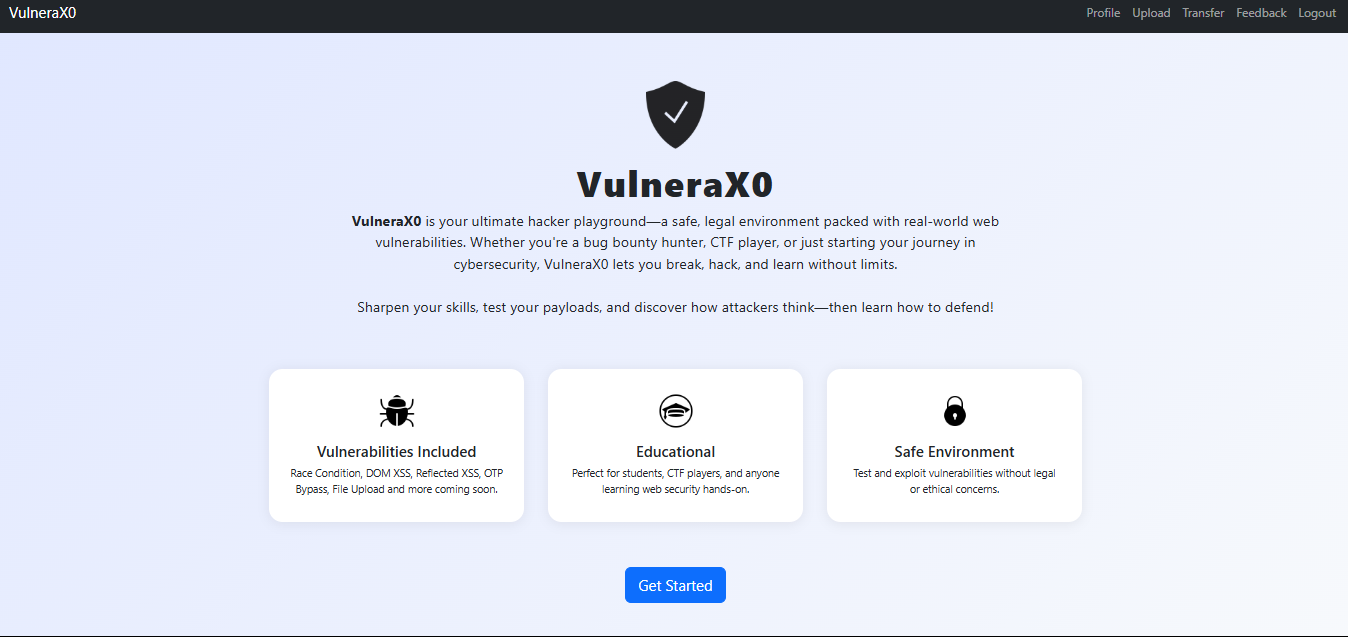 VulneraX0
Profile Upload Transfer Feedback Logout
VulneraX0
VulneraX0 is your ultimate hacker playground—a safe, legal environment packed with real-world web
vulnerabilities. Whether you're a bug bounty hunter, CTF player, or just starting your journey in
cybersecurity, VulneraX0 lets you break, hack, and learn without limits.
Sharpen your skills, test your payloads, and discover how attackers think—then learn how to defend!
Vulnerabilities Included
Race Condition, DOM XSS, Reflected XSS, OTP
Bypass, File Upload and more coming soon.
Educational
Perfect for students, CTF players, and anyone
learning web security hands-on.
Safe Environment
Test and exploit vulnerabilities without legal
or ethical concerns.
Get Started